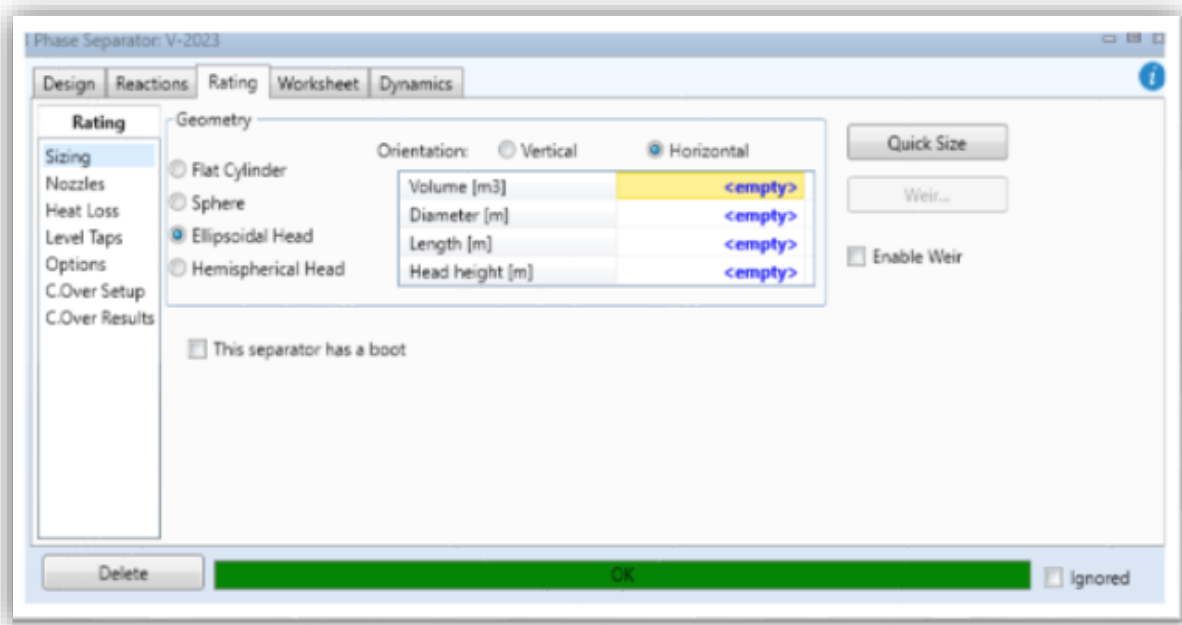 Phase Separator: V-2023
Design Reactions Rating Worksheet Dynamics
Rating
Sizing
Nozzles
Heat Loss
Level Taps
Options
C.Over Setup
C.Over Results
Geometry
Flat Cylinder
Sphere
Ellipsoidal Head
Hemispherical Head
Orientation: Vertical Horizontal
Volume [m3] <empty>
Diameter [m] <empty>
Length [m] <empty>
Head height [m] <empty>
Quick Size
Weir...
Enable Weir
This separator has a boot
Delete
OK
Ignored